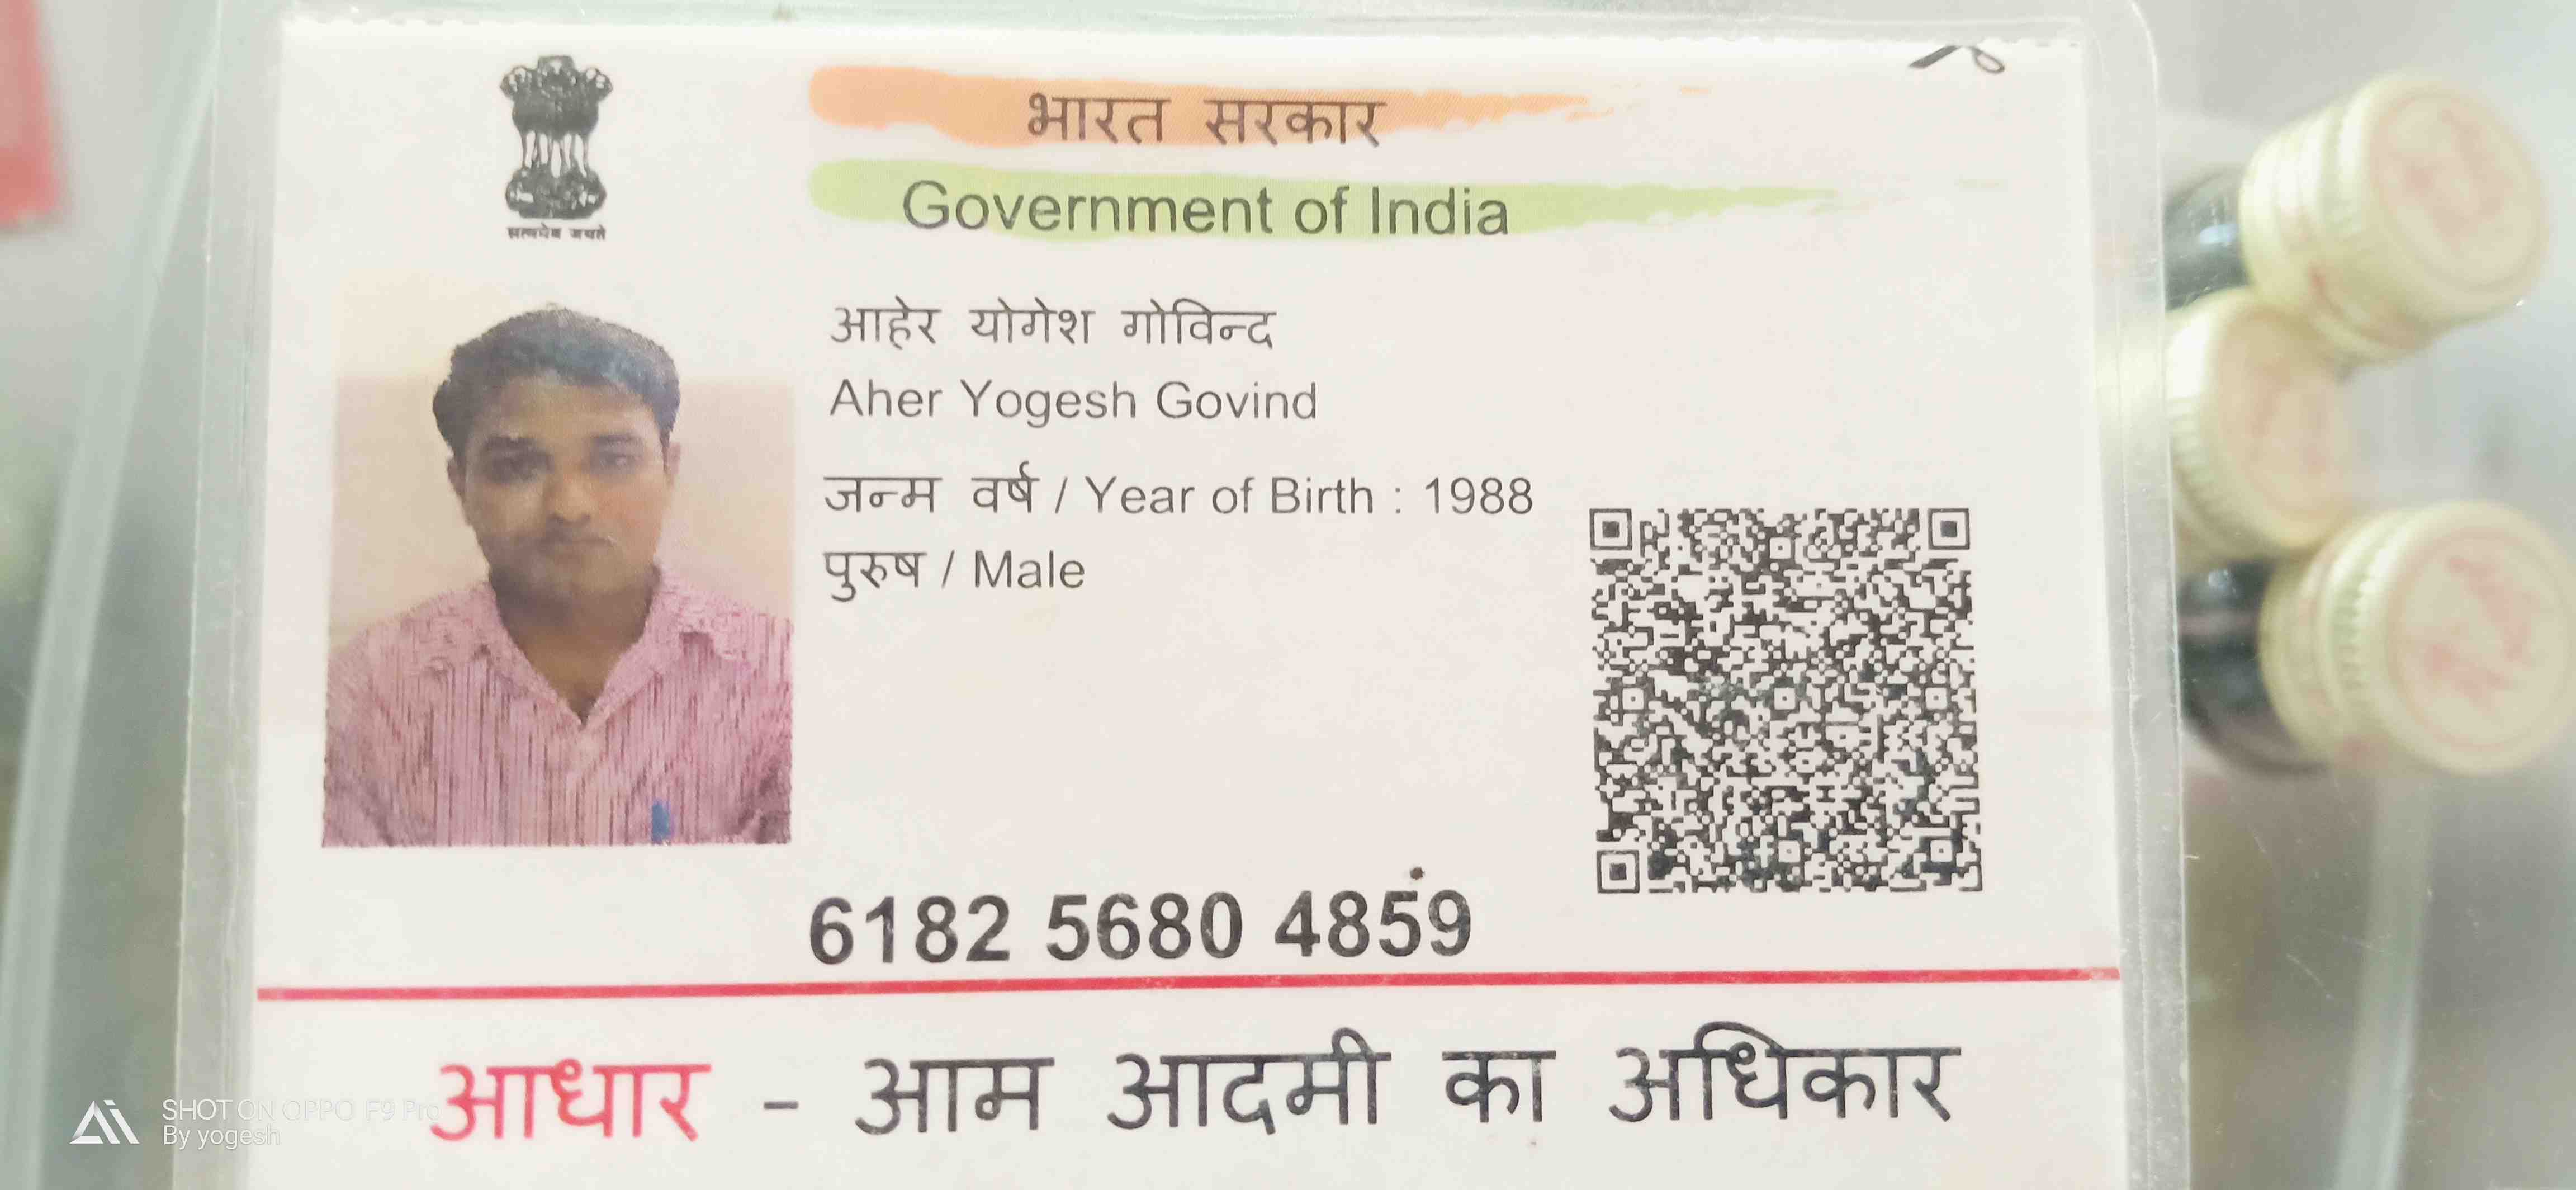 भारत सरकार
Government of India
सत्यमेव जयते
आहेर योगेश गोविन्द
Aher Yogesh Govind
जन्म वर्ष / Year of Birth : 1988
पुरुष / Male
6182 5680 4859
आधार - आम आदमी का अधिकार
SHOT ON OPPO F9 Pro
By yogesh